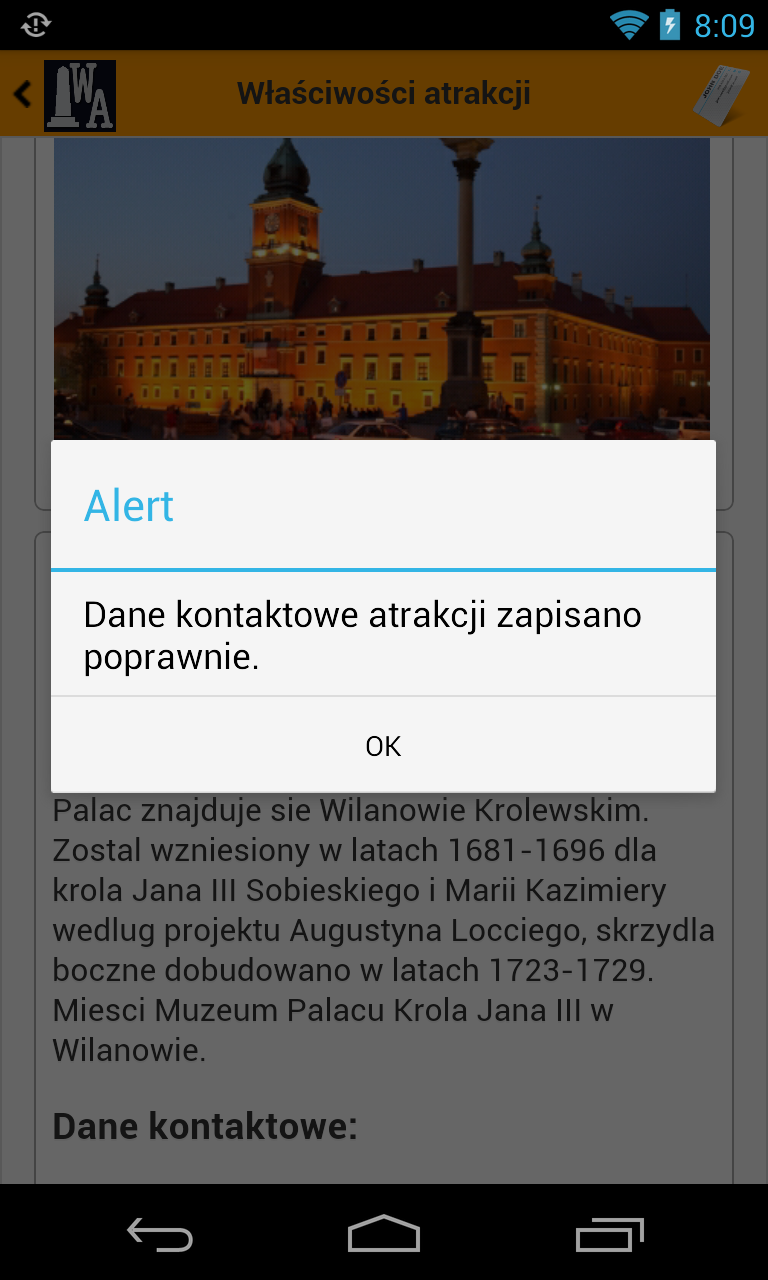 8:09
WA
Właściwości atrakcji
Alert
Dane kontaktowe atrakcji zapisano
poprawnie.
OK
Palac znajduje sie Wilanowie Krolewskim.
Zostal wzniesiony w latach 1681-1696 dla
krola Jana III Sobieskiego i Marii Kazimiery
wedlug projektu Augustyna Locciego, skrzydla
boczne dobudowano w latach 1723-1729.
Miesci Muzeum Palacu Krola Jana III w
Wilanowie.
Dane kontaktowe: